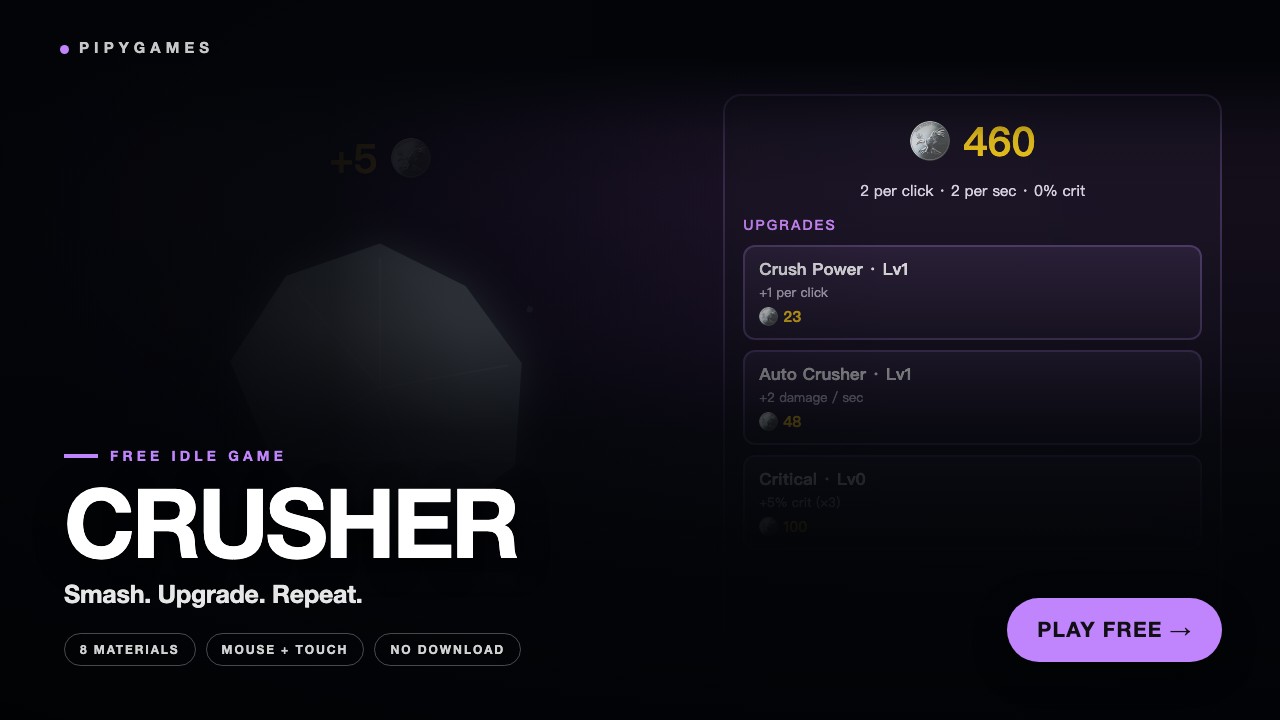 PIPYGAMES
+5
460
2 per click · 2 per sec · 0% crit
UPGRADES
Crush Power · Lv1
+1 per click
23
Auto Crusher · Lv1
+2 damage / sec
48
Critical · Lv0
+5% crit (×3)
100
FREE IDLE GAME
CRUSHER
Smash. Upgrade. Repeat.
8 MATERIALS
MOUSE + TOUCH
NO DOWNLOAD
PLAY FREE →